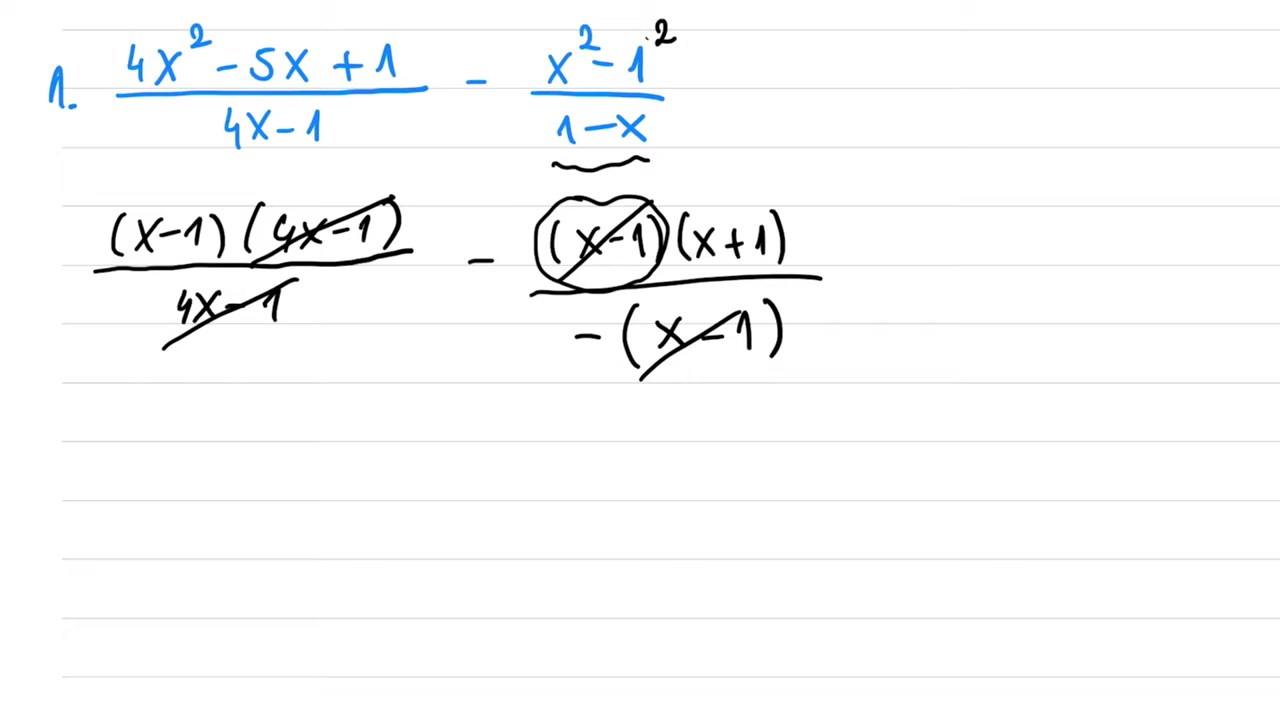 1. (4x² - 5x + 1)/(4x - 1) - (x² - 1²)/(1 - x)
((x - 1)(4x - 1))/(4x - 1) - ((x - 1)(x + 1))/(-(x - 1))